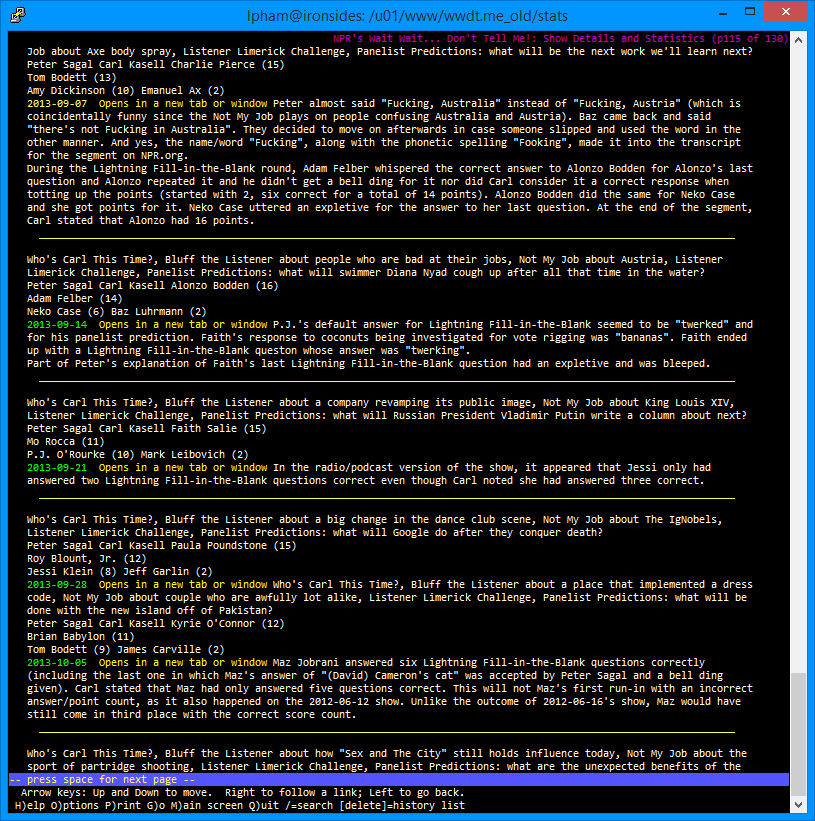 lpham@ironsides: /u01/www/wwdt.me_old/stats
NPR's Wait Wait... Don't Tell Me!: Show Details and Statistics (p115 of 130)
Job about Axe body spray, Listener Limerick Challenge, Panelist Predictions: what will be the next work we'll learn next?
Peter Sagal Carl Kasell Charlie Pierce (15)
Tom Bodett (13)
Amy Dickinson (10) Emanuel Ax (2)
2013-09-07  Opens in a new tab or window Peter almost said "Fucking, Australia" instead of "Fucking, Austria" (which is
coincidentally funny since the Not My Job plays on people confusing Australia and Austria). Baz came back and said
"there's not Fucking in Australia". They decided to move on afterwards in case someone slipped and used the word in the
other manner. And yes, the name/word "Fucking", along with the phonetic spelling "Fooking", made it into the transcript
for the segment on NPR.org.
During the Lightning Fill-in-the-Blank round, Adam Felber whispered the correct answer to Alonzo Bodden for Alonzo's last
question and Alonzo repeated it and he didn't get a bell ding for it nor did Carl consider it a correct response when
totting up the points (started with 2, six correct for a total of 14 points). Alonzo Bodden did the same for Neko Case
and she got points for it. Neko Case uttered an expletive for the answer to her last question. At the end of the segment,
Carl stated that Alonzo had 16 points.
Who's Carl This Time?, Bluff the Listener about people who are bad at their jobs, Not My Job about Austria, Listener
Limerick Challenge, Panelist Predictions: what will swimmer Diana Nyad cough up after all that time in the water?
Peter Sagal Carl Kasell Alonzo Bodden (16)
Adam Felber (14)
Neko Case (6) Baz Luhrmann (2)
2013-09-14  Opens in a new tab or window P.J.'s default answer for Lightning Fill-in-the-Blank seemed to be "twerked" and
for his panelist prediction. Faith's response to coconuts being investigated for vote rigging was "bananas". Faith ended
up with a Lightning Fill-in-the-Blank queston whose answer was "twerking".
Part of Peter's explanation of Faith's last Lightning Fill-in-the-Blank question had an expletive and was bleeped.
Who's Carl This Time?, Bluff the Listener about a company revamping its public image, Not My Job about King Louis XIV,
Listener Limerick Challenge, Panelist Predictions: what will Russian President Vladimir Putin write a column about next?
Peter Sagal Carl Kasell Faith Salie (15)
Mo Rocca (11)
P.J. O'Rourke (10) Mark Leibovich (2)
2013-09-21  Opens in a new tab or window In the radio/podcast version of the show, it appeared that Jessi only had
answered two Lightning Fill-in-the-Blank questions correct even though Carl noted she had answered three correct.
Who's Carl This Time?, Bluff the Listener about a big change in the dance club scene, Not My Job about The IgNobels,
Listener Limerick Challenge, Panelist Predictions: what will Google do after they conquer death?
Peter Sagal Carl Kasell Paula Poundstone (15)
Roy Blount, Jr. (12)
Jessi Klein (8) Jeff Garlin (2)
2013-09-28  Opens in a new tab or window Who's Carl This Time?, Bluff the Listener about a place that implemented a dress
code, Not My Job about couple who are awfully lot alike, Listener Limerick Challenge, Panelist Predictions: what will be
done with the new island off of Pakistan?
Peter Sagal Carl Kasell Kyrie O'Connor (12)
Brian Babylon (11)
Tom Bodett (9) James Carville (2)
2013-10-05  Opens in a new tab or window Maz Jobrani answered six Lightning Fill-in-the-Blank questions correctly
(including the last one in which Maz's answer of "(David) Cameron's cat" was accepted by Peter Sagal and a bell ding
given). Carl stated that Maz had only answered five questions correct. This will not Maz's first run-in with an incorrect
answer/point count, as it also happened on the 2012-06-12 show. Unlike the outcome of 2012-06-16's show, Maz would have
still come in third place with the correct score count.
Who's Carl This Time?, Bluff the Listener about how "Sex and The City" still holds influence today, Not My Job about the
sport of partridge shooting, Listener Limerick Challenge, Panelist Predictions: what are the unexpected benefits of the
-- press space for next page --
Arrow keys: Up and Down to move.  Right to follow a link; Left to go back.
H)elp O)ptions P)rint G)o M)ain screen Q)uit /=search [delete]=history list